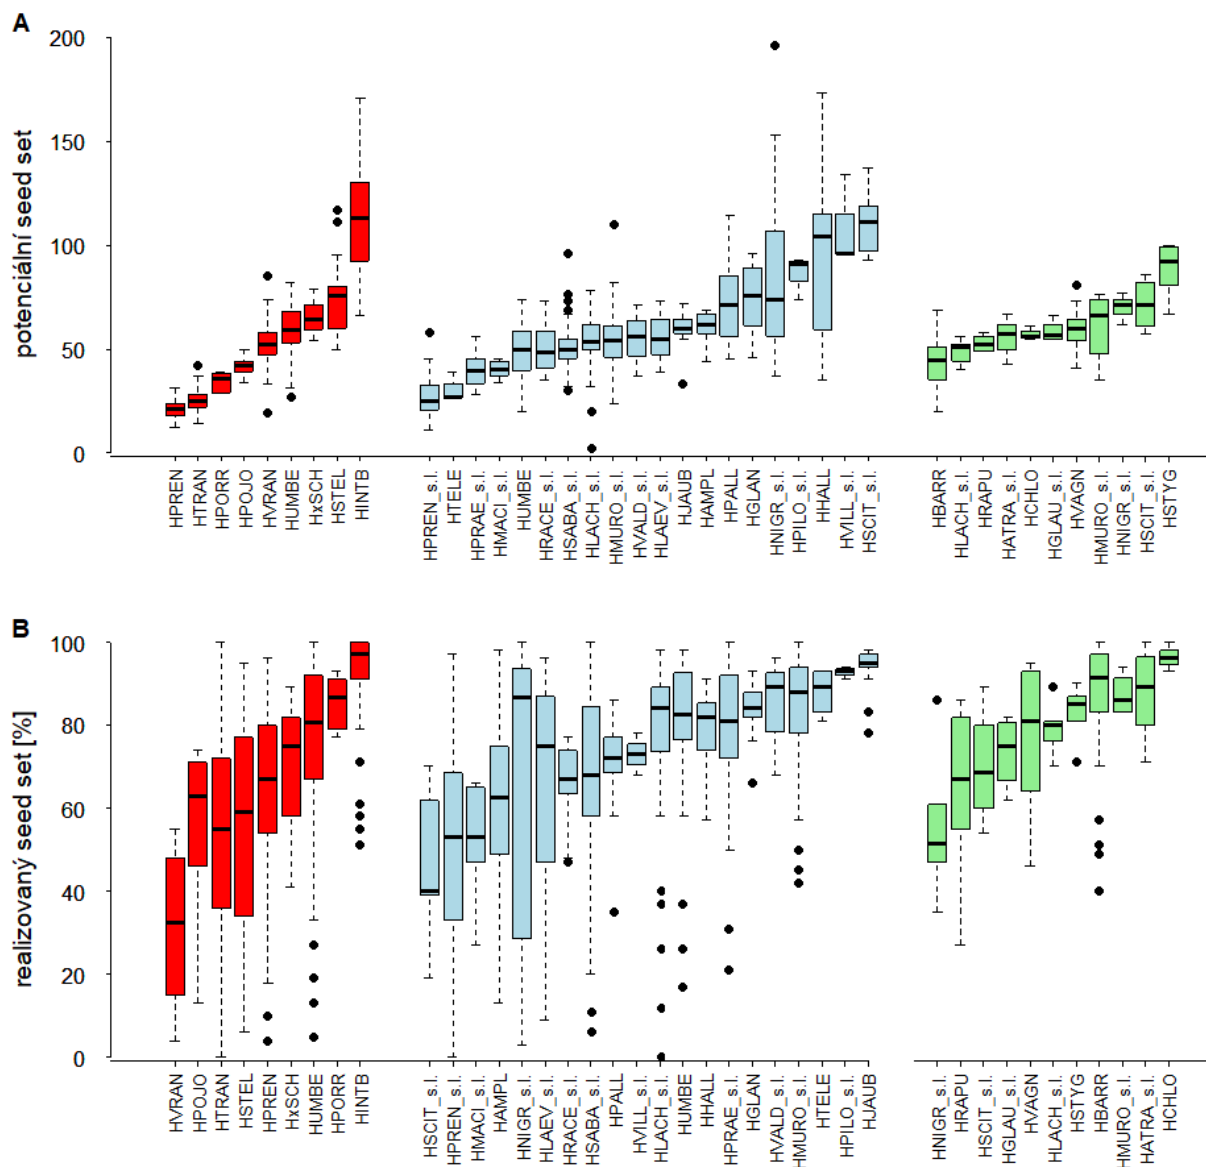 A
potenciální seed set
200
150
100
50
0
HPREN
HTRAN
HPORR
HPOJO
HVRAN
HUMBE
HxSCH
HSTEL
HINTB
HPREN_s.l.
HTELE
HPRAE_s.l.
HMACI_s.l.
HUMBE
HRACE_s.l.
HSABA_s.l.
HLACH_s.l.
HMURO_s.l.
HVALD_s.l.
HLAEV_s.l.
HJAUB
HAMPL
HPALL
HGLAN
HNIGR_s.l.
HPILO_s.l.
HHALL
HVILL_s.l.
HSCIT_s.l.
HBARR
HLACH_s.l.
HRAPU
HATRA_s.l.
HCHLO
HGLAU_s.l.
HVAGN
HMURO_s.l.
HNIGR_s.l.
HSCIT_s.l.
HSTYG
B
realizovaný seed set [%]
100
80
60
40
20
0
HVRAN
HPOJO
HTRAN
HSTEL
HPREN
HxSCH
HUMBE
HPORR
HINTB
HSCIT_s.l.
HPREN_s.l.
HMACI_s.l.
HAMPL
HNIGR_s.l.
HLAEV_s.l.
HRACE_s.l.
HSABA_s.l.
HPALL
HVILL_s.l.
HLACH_s.l.
HUMBE
HHALL
HPRAE_s.l.
HGLAN
HVALD_s.l.
HMURO_s.l.
HTELE
HPILO_s.l.
HJAUB
HNIGR_s.l.
HRAPU
HSCIT_s.l.
HGLAU_s.l.
HVAGN
HLACH_s.l.
HSTYG
HBARR
HMURO_s.l.
HATRA_s.l.
HCHLO